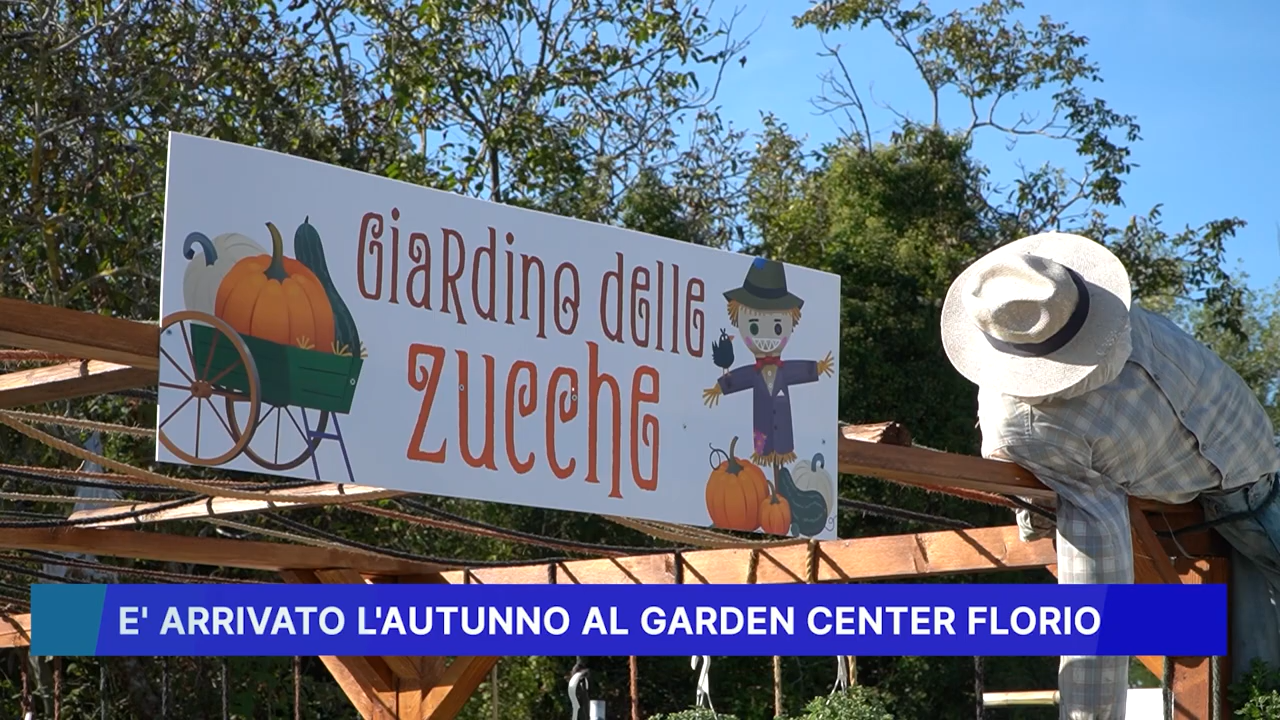 GiaRdino delle
zucche
E' ARRIVATO L'AUTUNNO AL GARDEN CENTER FLORIO